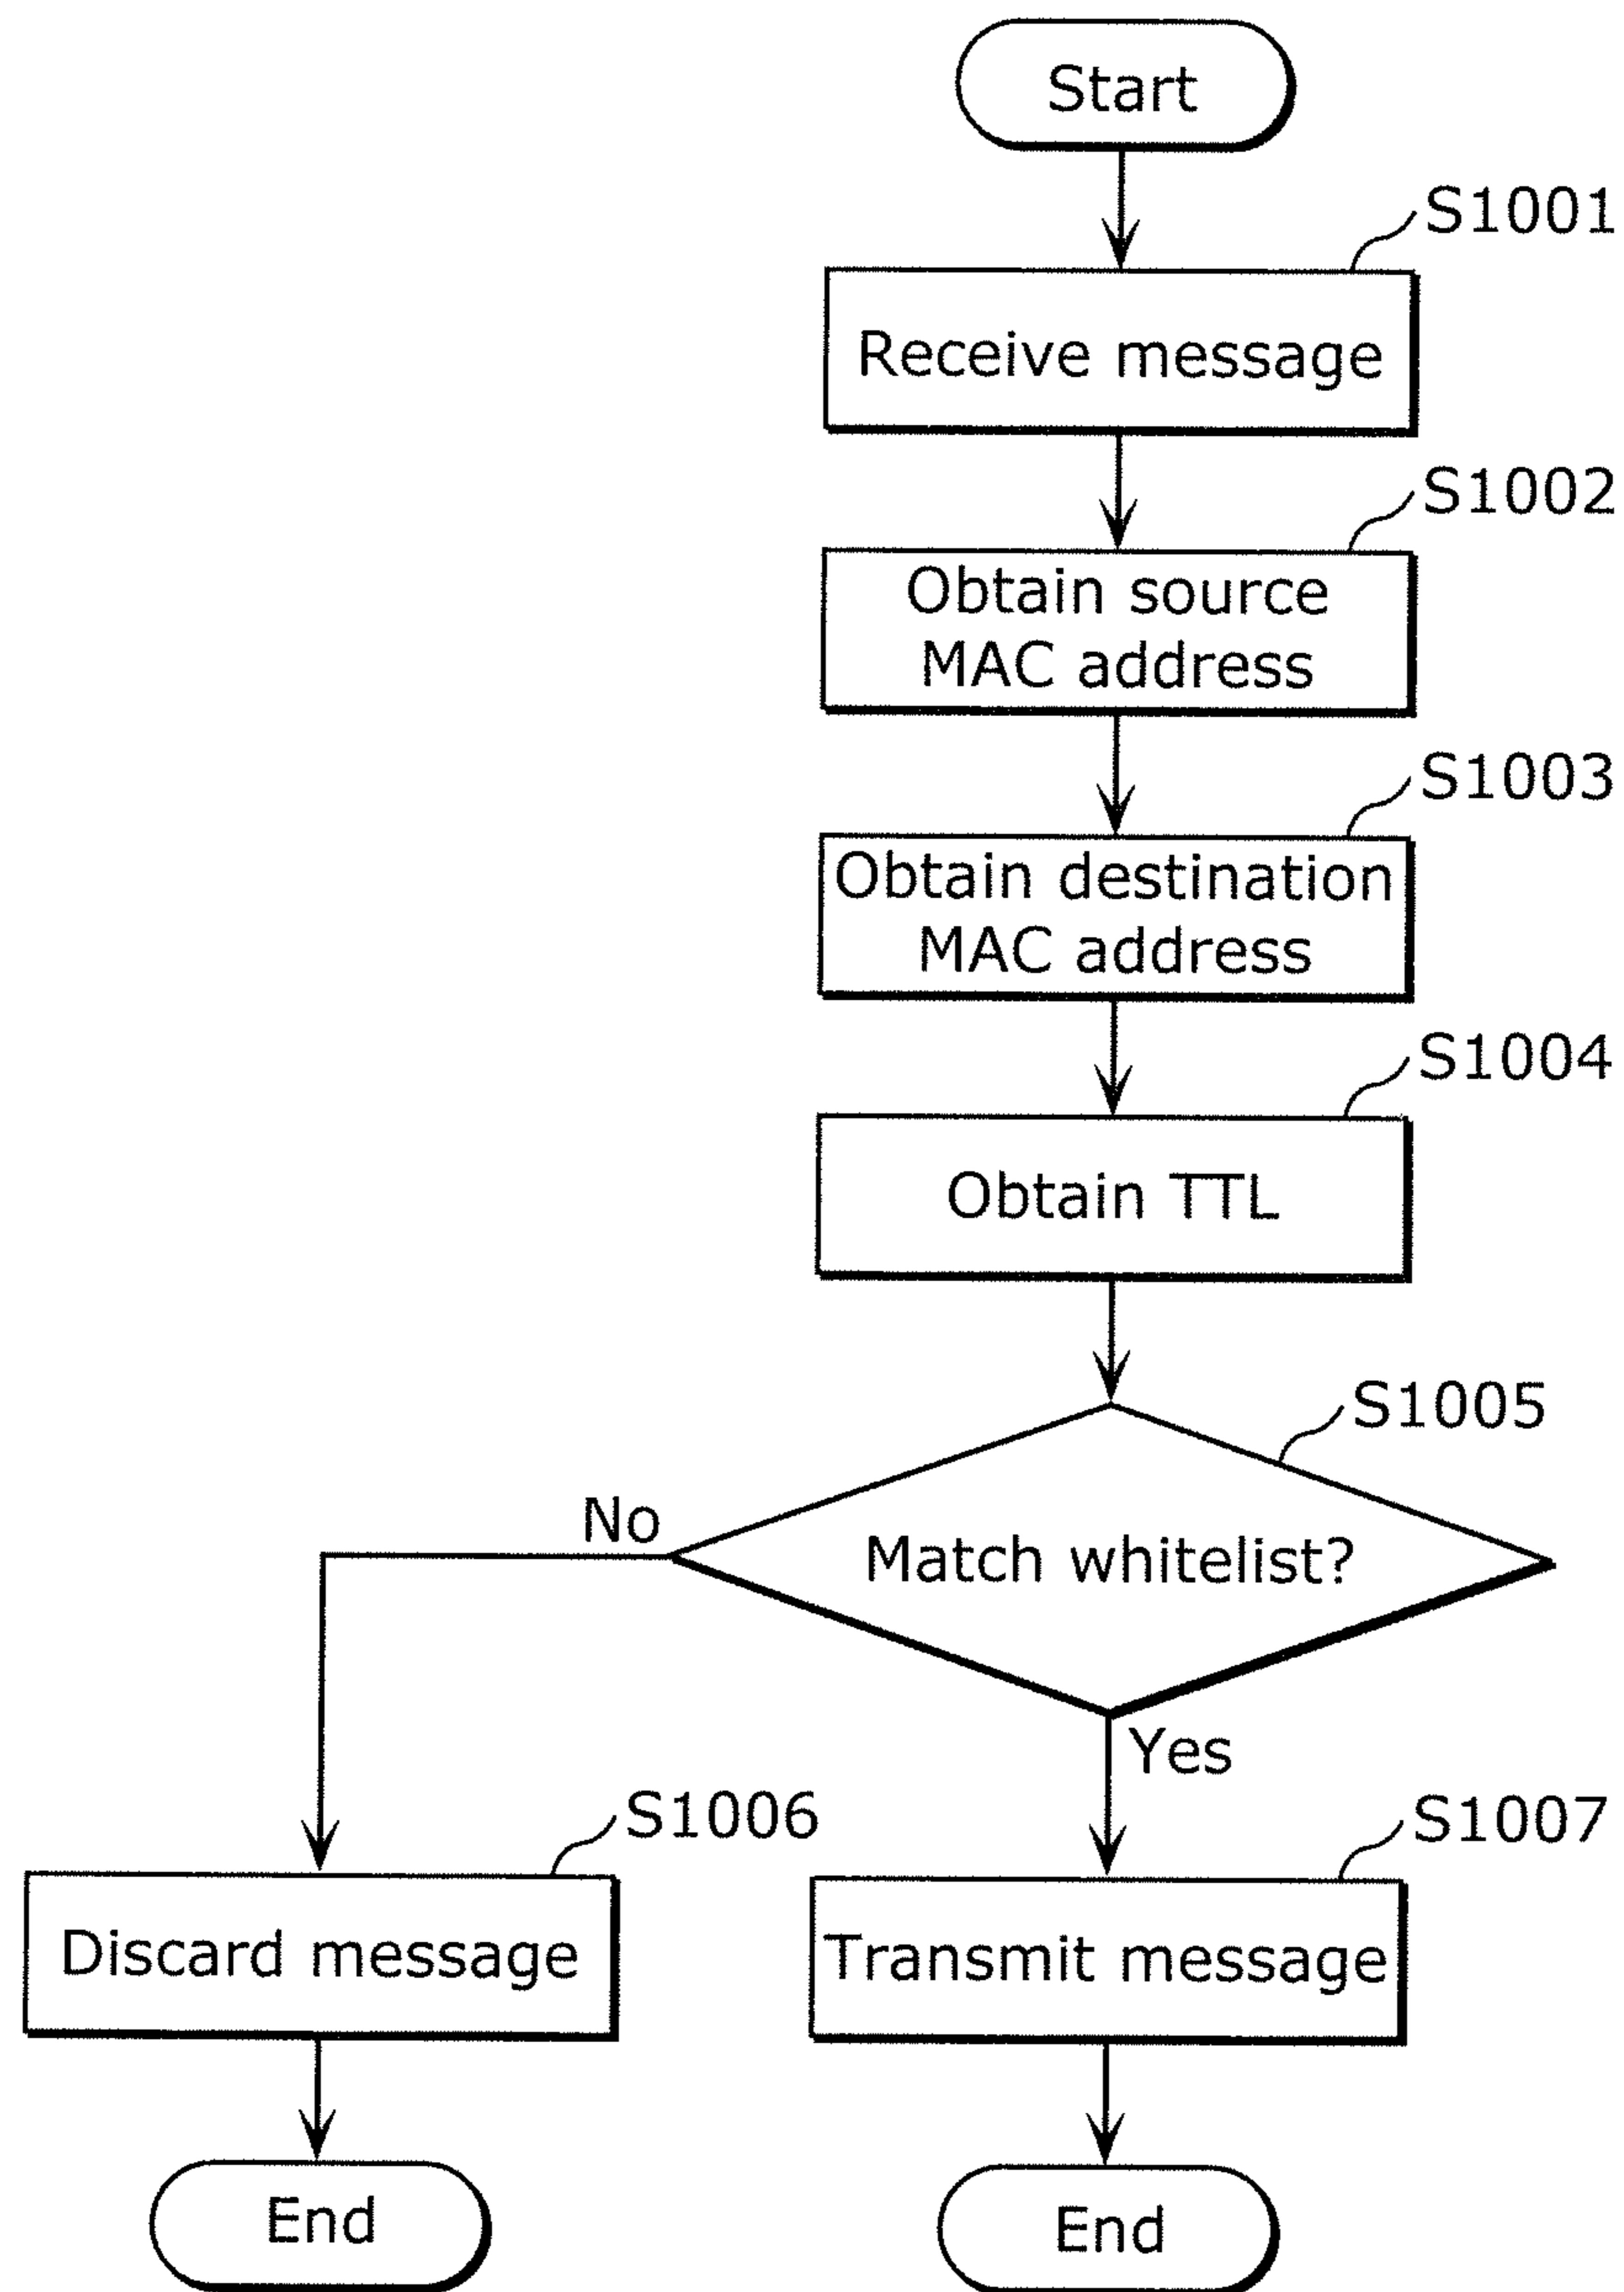 Start
S1001
Receive message
S1002
Obtain source
MAC address
S1003
Obtain destination
MAC address
S1004
Obtain TTL
S1005
Match whitelist?
No
Yes
S1006
Discard message
S1007
Transmit message
End
End